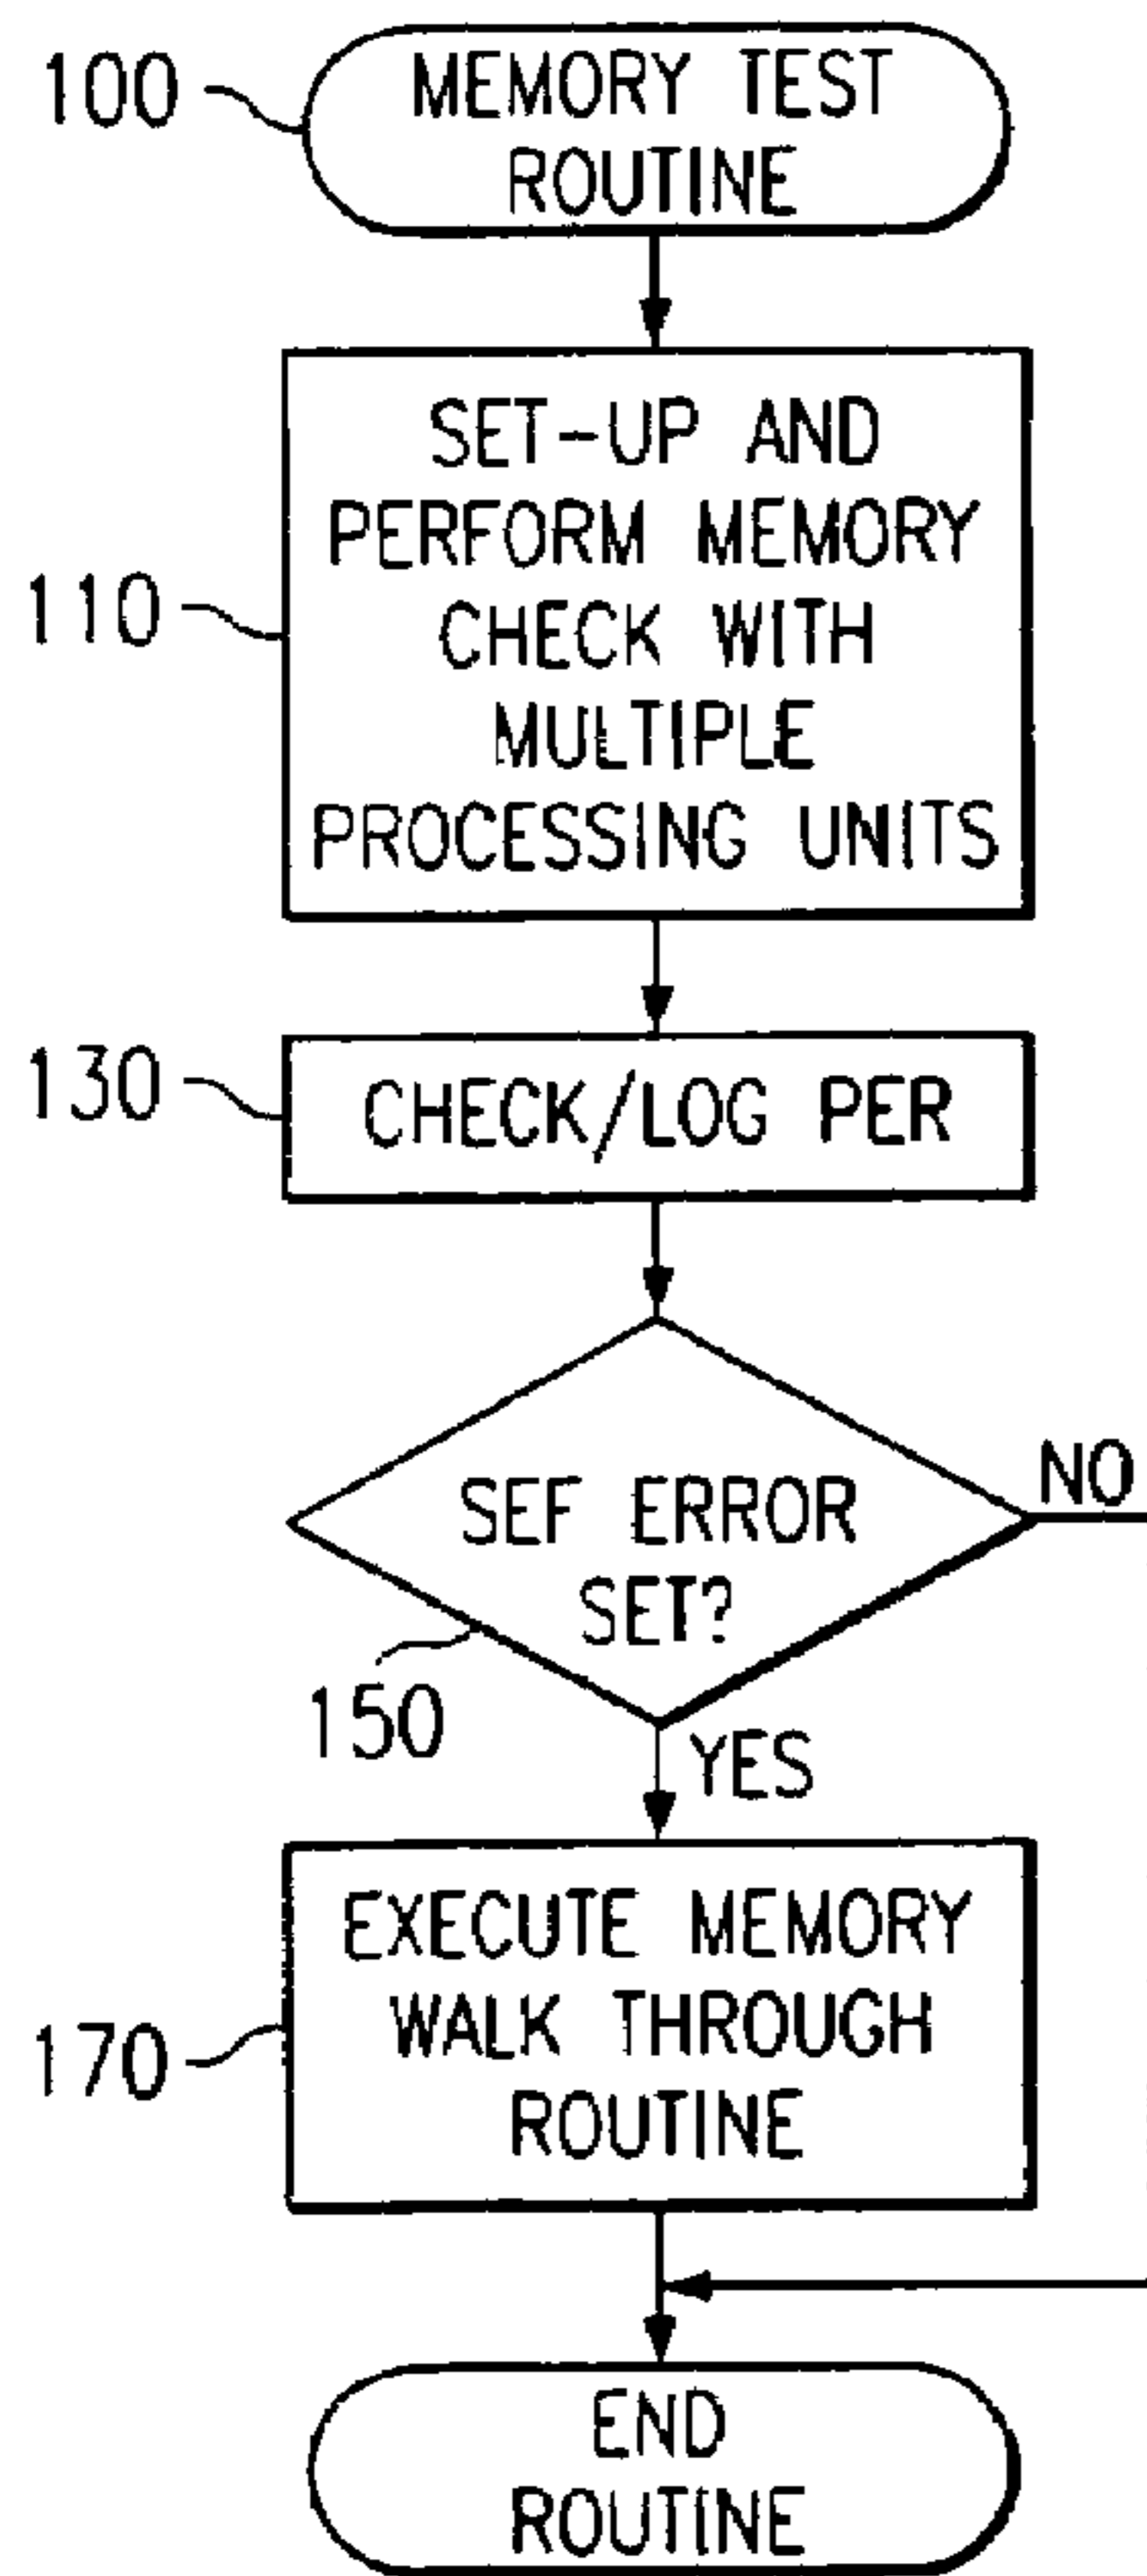 100
MEMORY TEST
ROUTINE
110
SET-UP AND
PERFORM MEMORY
CHECK WITH
MULTIPLE
PROCESSING UNITS
130
CHECK/LOG PER
SEF ERROR
SET?
NO
150
YES
170
EXECUTE MEMORY
WALK THROUGH
ROUTINE
END
ROUTINE